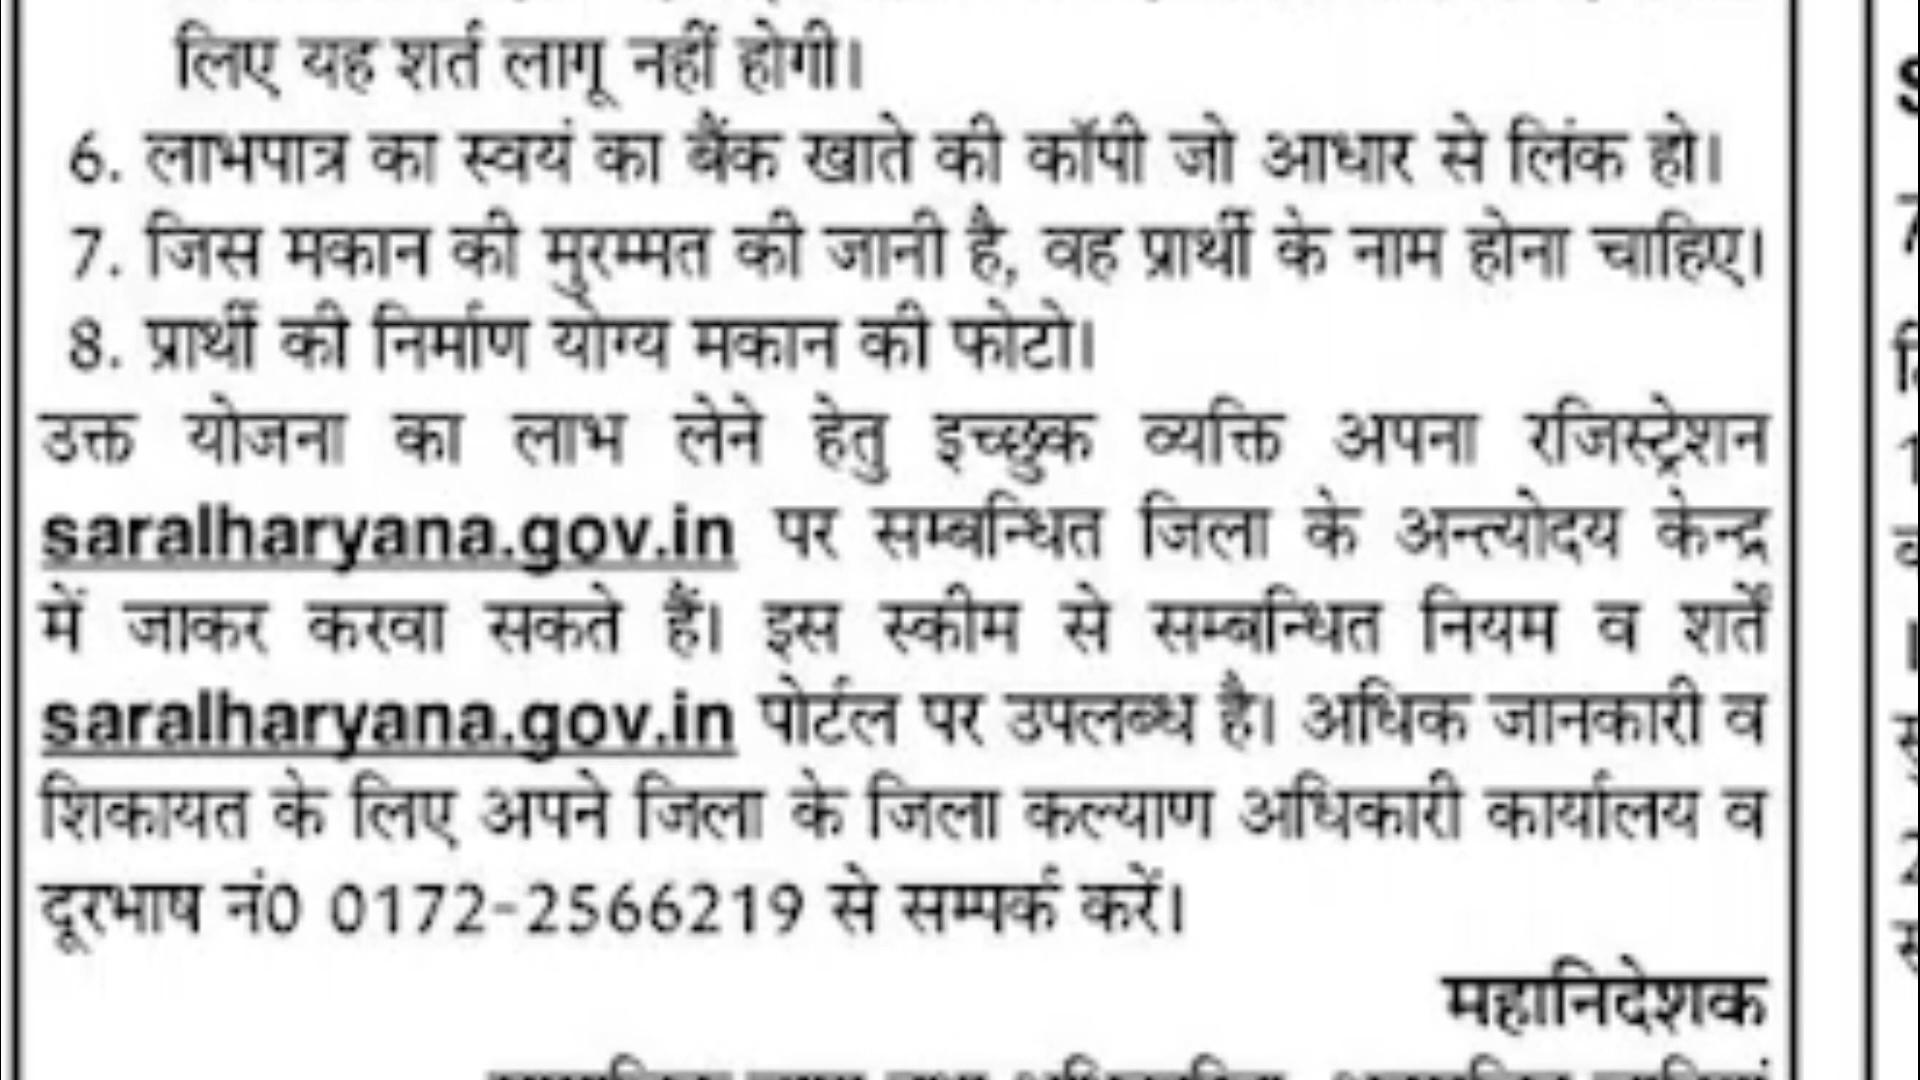 लिए यह शर्त लागू नहीं होगी।
6. लाभपात्र का स्वयं का बैंक खाते की कॉपी जो आधार से लिंक हो।
7. जिस मकान की मुरम्मत की जानी है, वह प्रार्थी के नाम होना चाहिए।
8. प्रार्थी की निर्माण योग्य मकान की फोटो।
उक्त योजना का लाभ लेने हेतु इच्छुक व्यक्ति अपना रजिस्ट्रेशन
saralharyana.gov.in पर सम्बन्धित जिला के अन्त्योदय केन्द्र
में जाकर करवा सकते हैं। इस स्कीम से सम्बन्धित नियम व शर्तें
saralharyana.gov.in पोर्टल पर उपलब्ध है। अधिक जानकारी व
शिकायत के लिए अपने जिला के जिला कल्याण अधिकारी कार्यालय व
दूरभाष नं0 0172-2566219 से सम्पर्क करें।
महानिदेशक